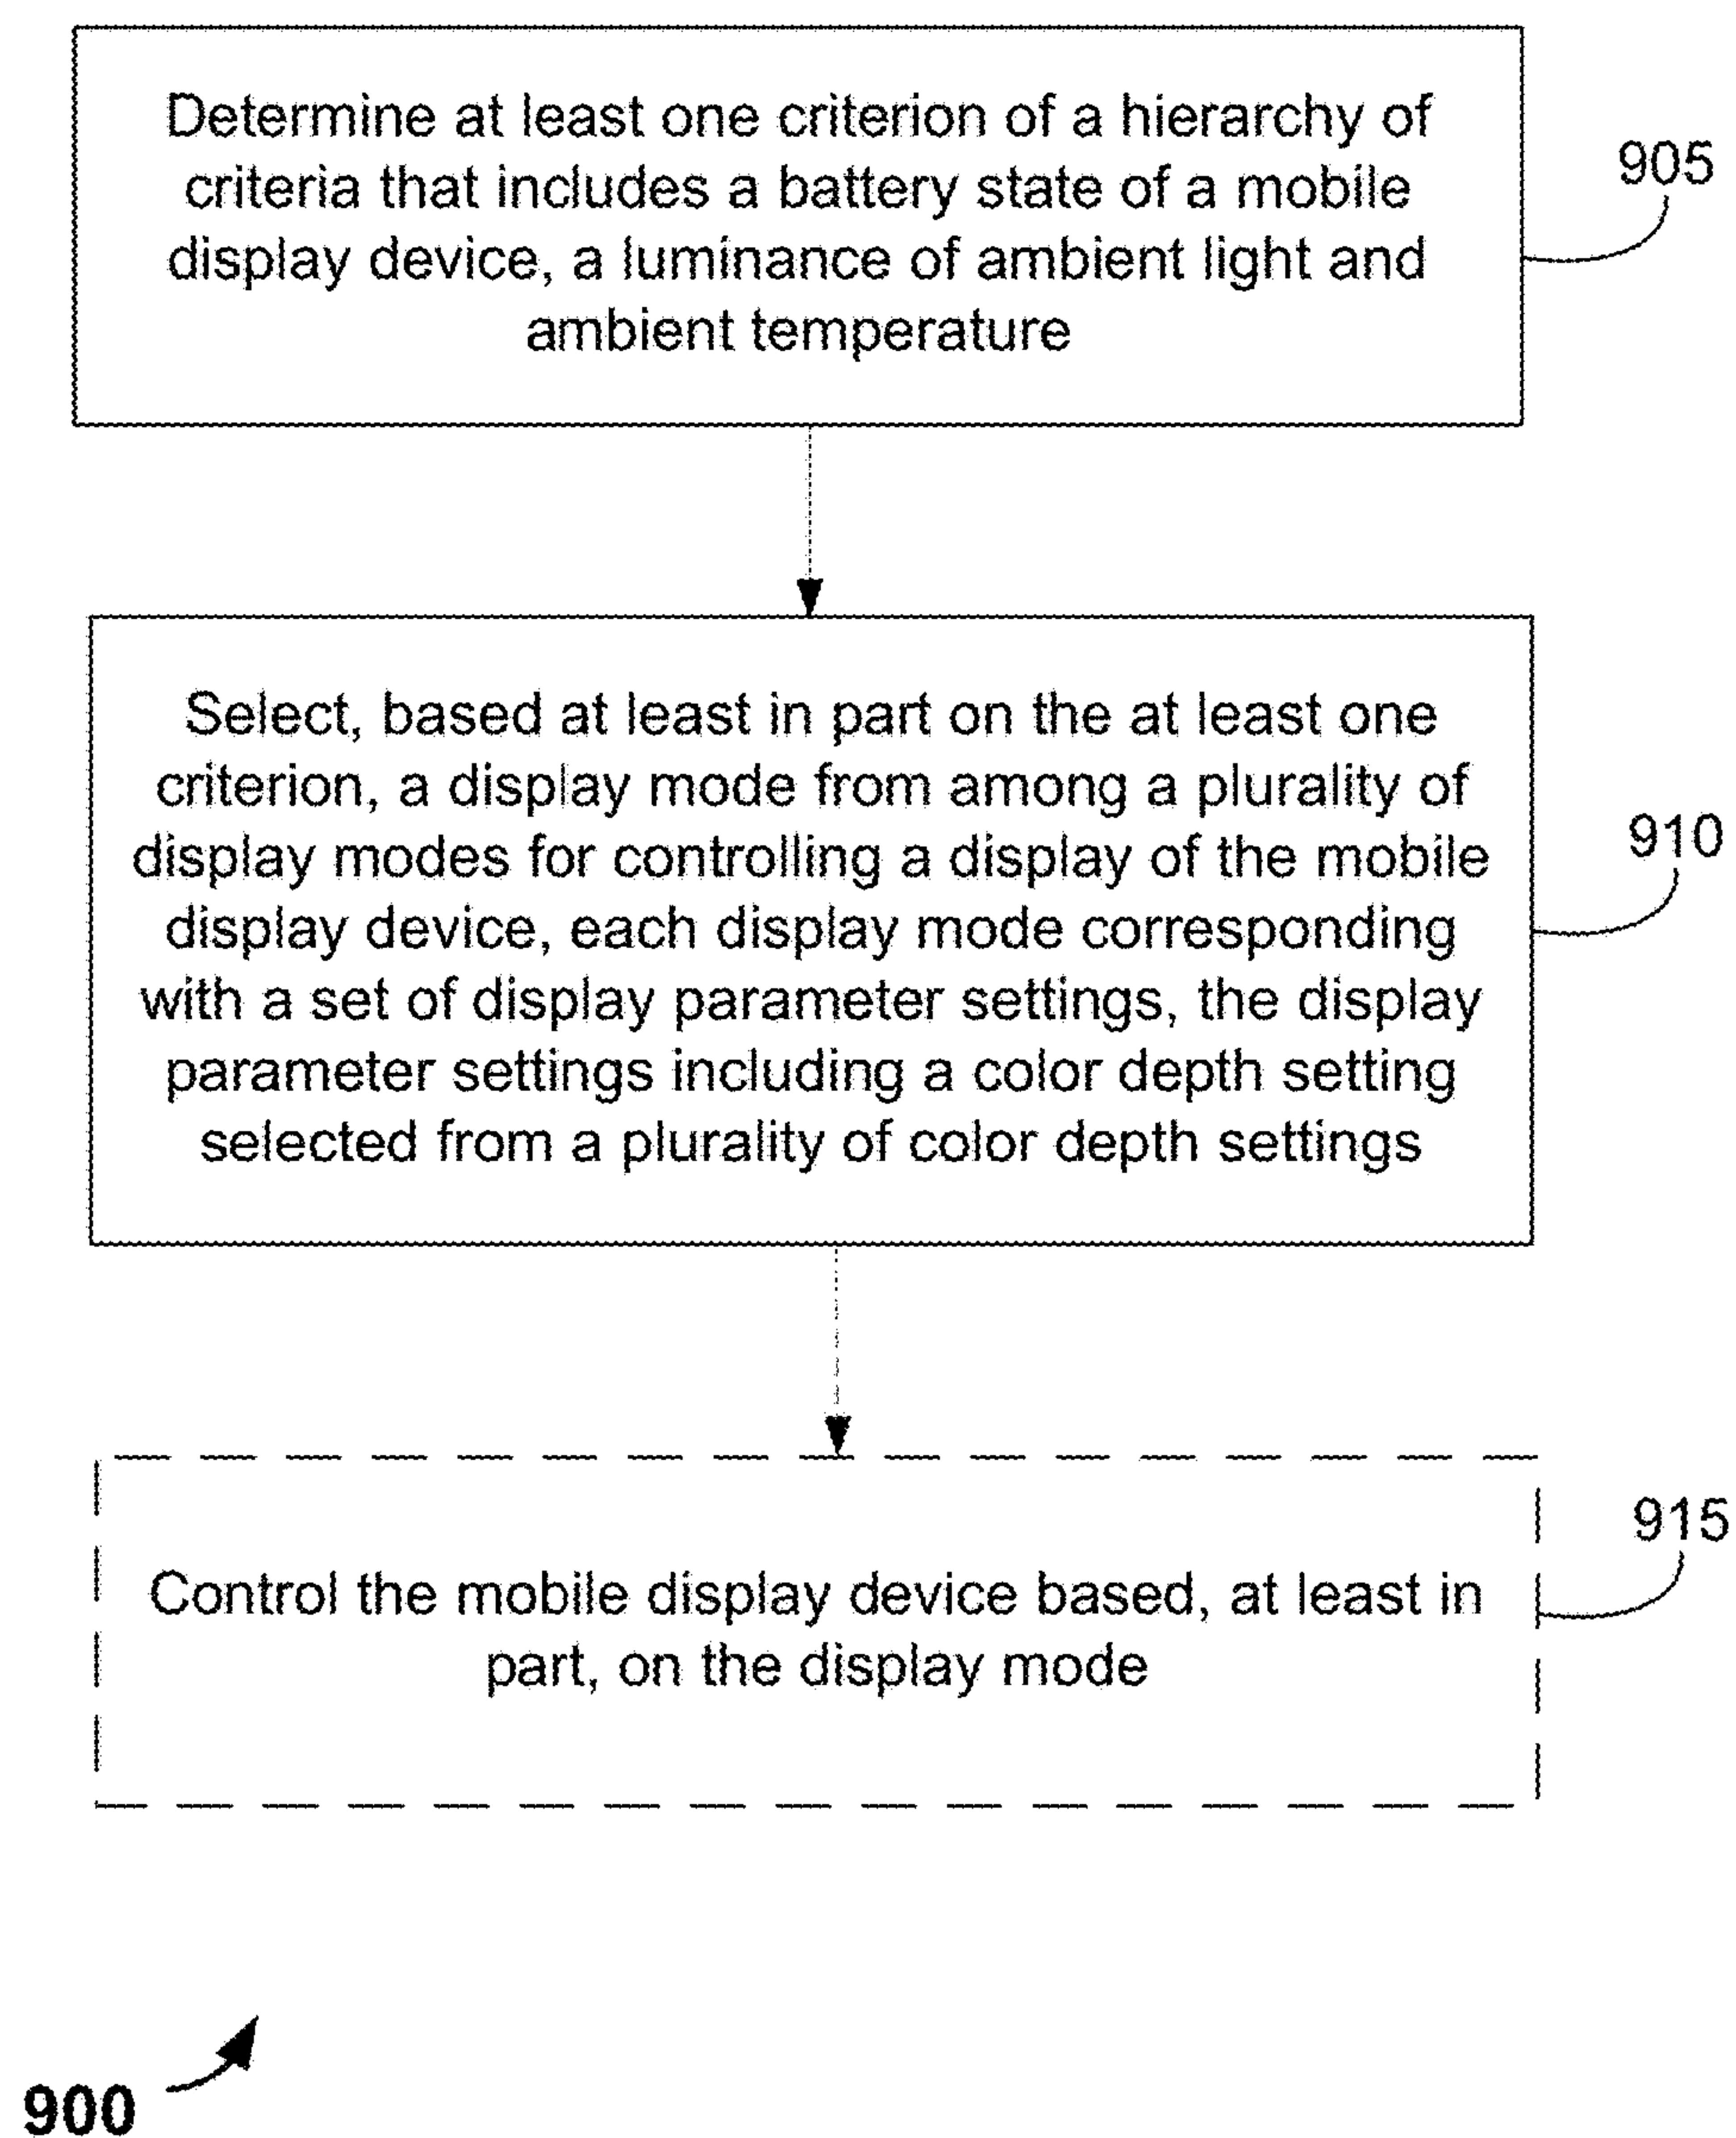 Determine at least one criterion of a hierarchy of
criteria that includes a battery state of a mobile
display device, a luminance of ambient light and
ambient temperature
905
Select, based at least in part on the at least one
criterion, a display mode from among a plurality of
display modes for controlling a display of the mobile
display device, each display mode corresponding
with a set of display parameter settings, the display
parameter settings including a color depth setting
selected from a plurality of color depth settings
910
Control the mobile display device based, at least in
part, on the display mode
915
900